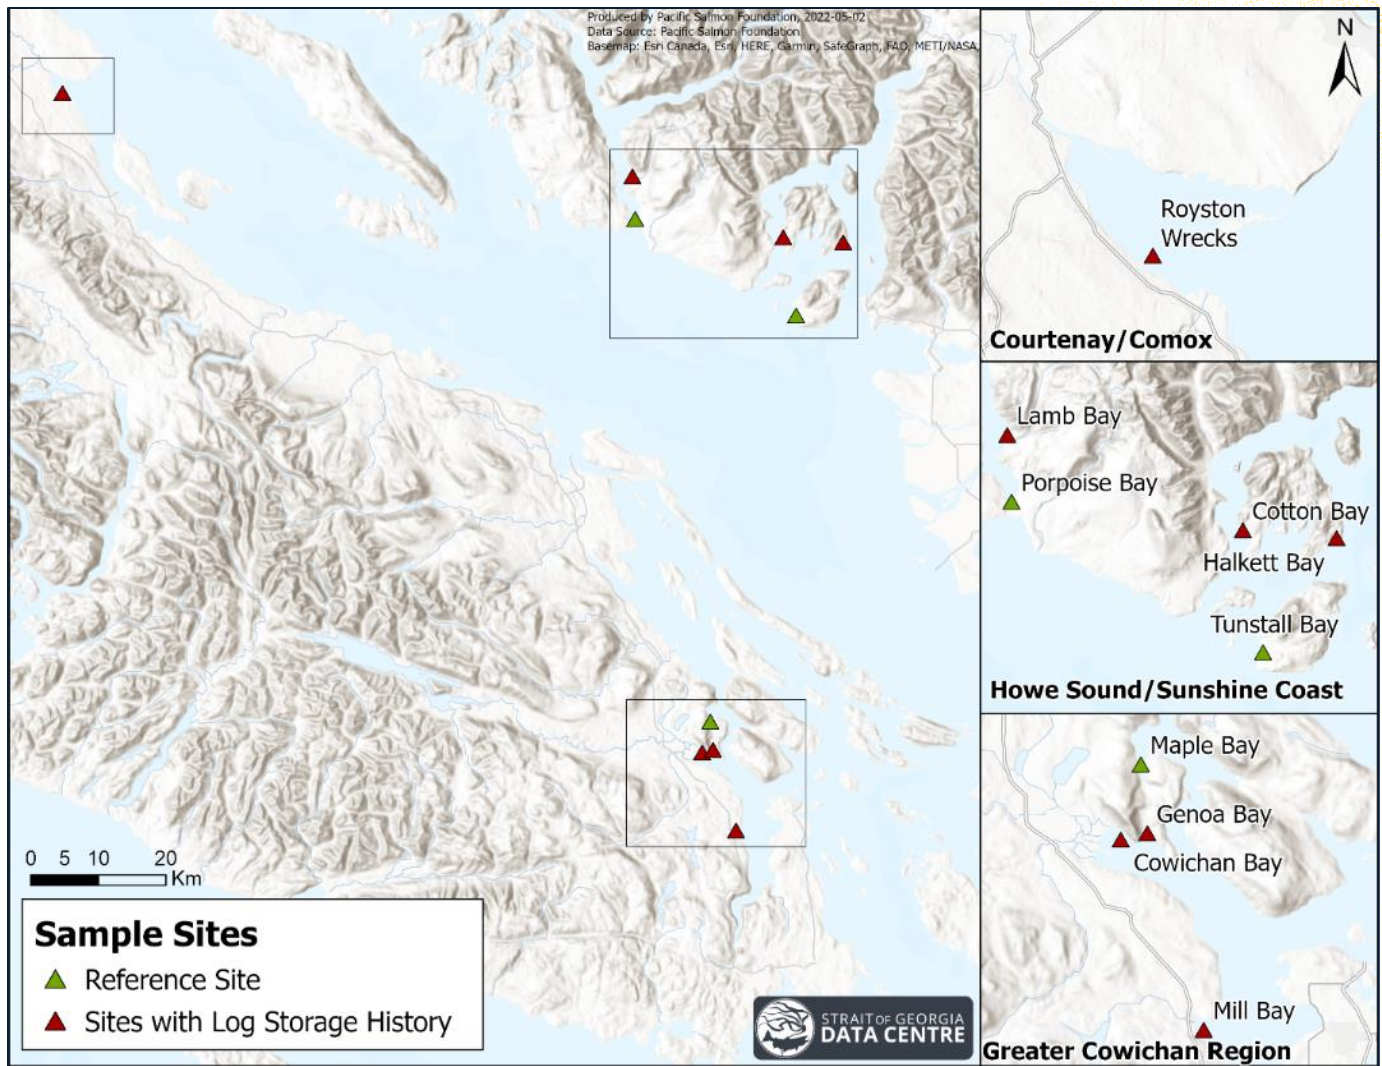 Produced by Pacific Salmon Foundation, 2022-05-02
Data Source: Pacific Salmon Foundation
Basemap: Esri Canada, Esri, HERE, Garmin, SafeGraph, FAO, METI/NASA,
N
Royston
Wrecks
Courtenay/Comox
Lamb Bay
Porpoise Bay
Cotton Bay
Halkett Bay
Tunstall Bay
Howe Sound/Sunshine Coast
Maple Bay
Genoa Bay
Cowichan Bay
Mill Bay
Greater Cowichan Region
0 5 10 20
Km
Sample Sites
Reference Site
Sites with Log Storage History
STRAIT OF GEORGIA
DATA CENTRE